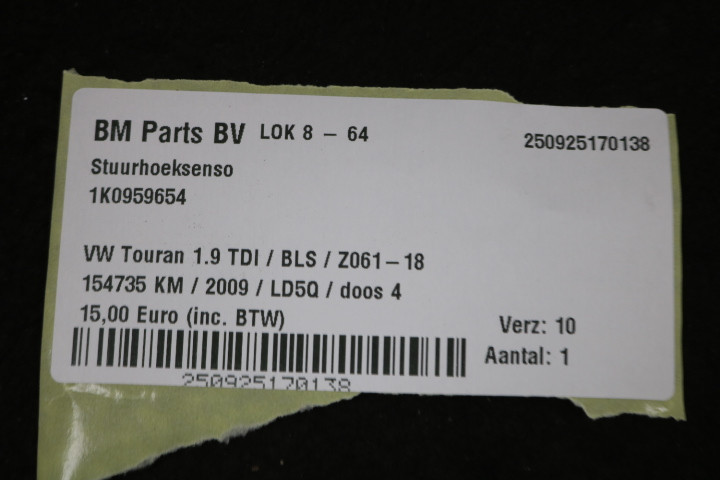 BM Parts BV LOK 8 - 64 250925170138
Stuurhoeksenso
1K0959654
VW Touran 1.9 TDI / BLS / Z061-18
154735 KM / 2009 / LD5Q / doos 4
15,00 Euro (inc. BTW)
Verz: 10
Aantal: 1
250925170138